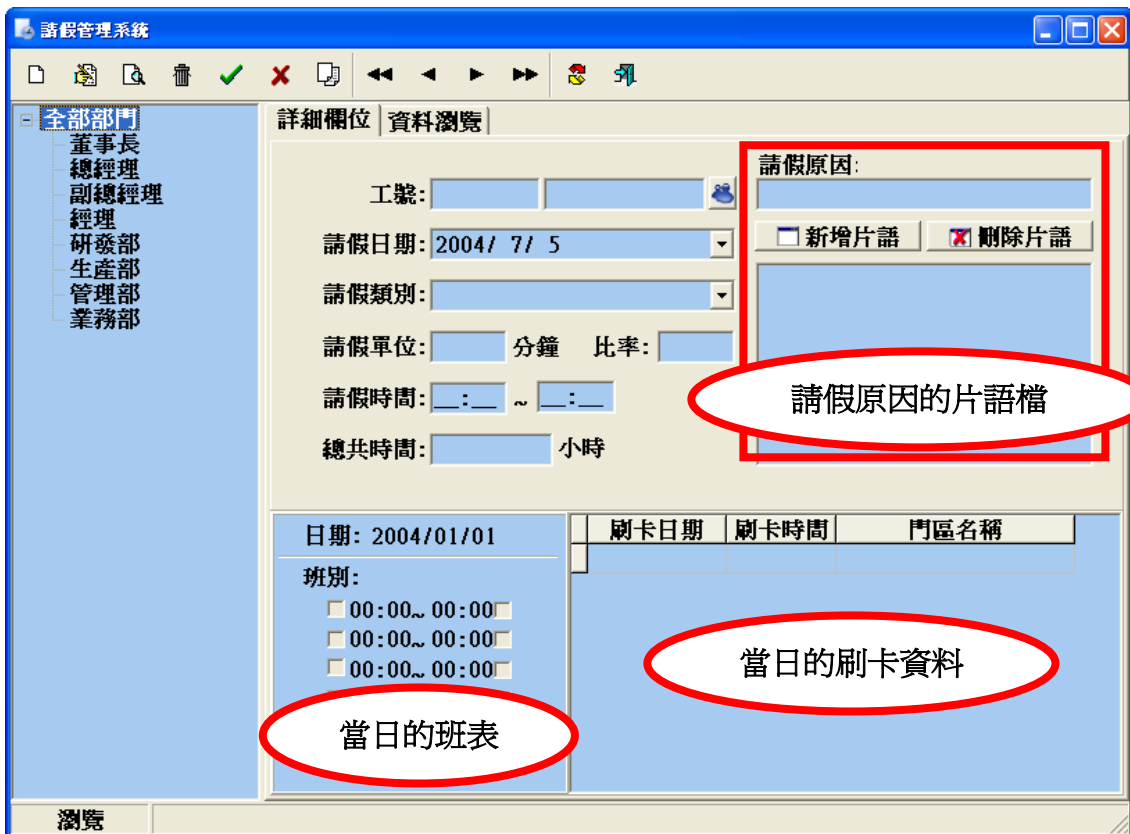 請假管理系統
全部部門
董事長
總經理
副總經理
經理
研發部
生產部
管理部
業務部
詳細欄位 資料瀏覽
工號:
請假日期: 2004/ 7/ 5
請假類別:
請假單位: 分鐘 比率:
請假時間: __:__ ~ __:__
總共時間: 小時
請假原因:
新增片語 刪除片語
請假原因的片語檔
日期: 2004/01/01
班別:
00:00~ 00:00
00:00~ 00:00
00:00~ 00:00
當日的班表
刷卡日期 刷卡時間 門區名稱
當日的刷卡資料
瀏覽